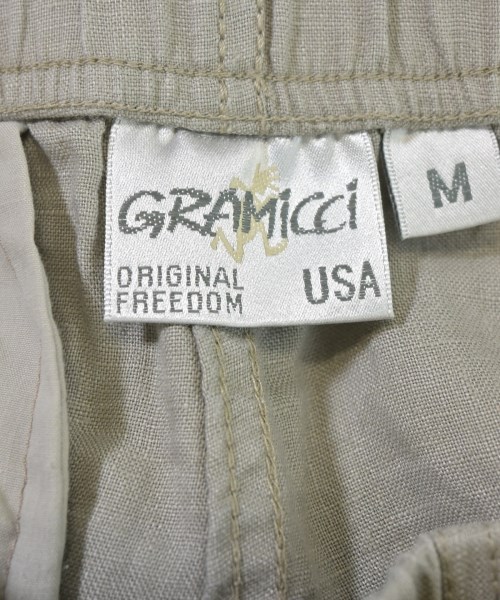 GRAMicci
ORIGINAL
FREEDOM
USA
M